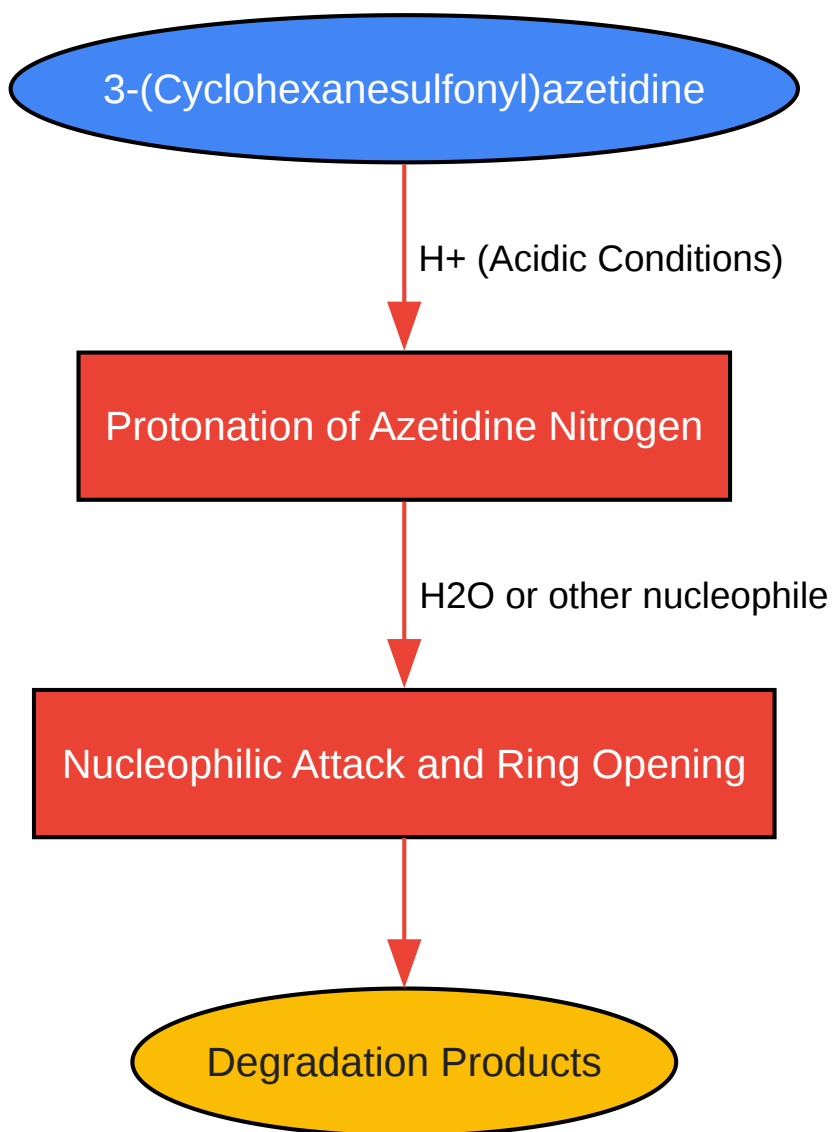 3-(Cyclohexanesulfonyl)azetidine
H+ (Acidic Conditions)
Protonation of Azetidine Nitrogen
H2O or other nucleophile
Nucleophilic Attack and Ring Opening
Degradation Products